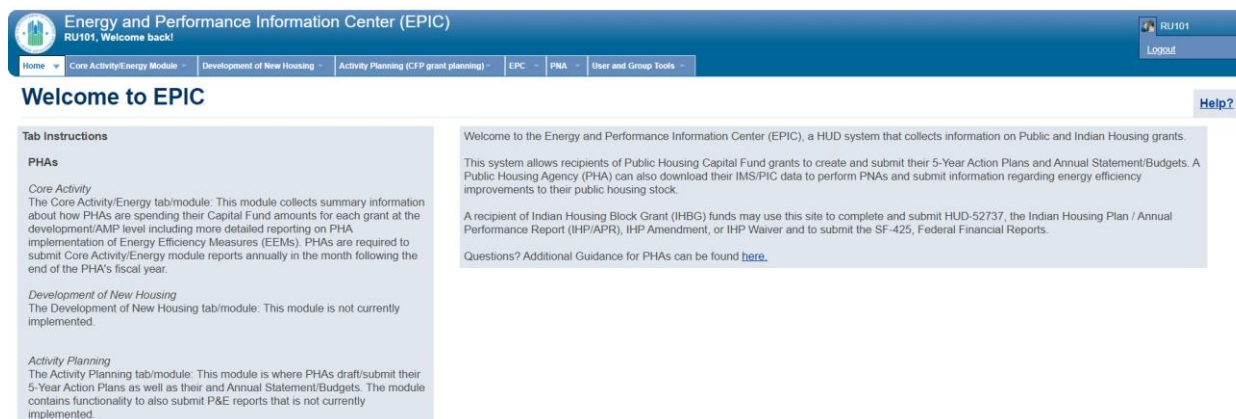 Energy and Performance Information Center (EPIC)
RU101, Welcome back!
RU101
Logout
Home
Core Activity/Energy Module
Development of New Housing
Activity Planning (CFP grant planning)
EPC
PNA
User and Group Tools
Welcome to EPIC
Help?
Tab Instructions
PHAs
Core Activity
The Core Activity/Energy tab/module: This module collects summary information
about how PHAs are spending their Capital Fund amounts for each grant at the
development/AMP level including more detailed reporting on PHA
implementation of Energy Efficiency Measures (EEMs). PHAs are required to
submit Core Activity/Energy module reports annually in the month following the
end of the PHA's fiscal year.
Development of New Housing
The Development of New Housing tab/module: This module is not currently
implemented.
Activity Planning
The Activity Planning tab/module: This module is where PHAs draft/submit their
5-Year Action Plans as well as their and Annual Statement/Budgets. The module
contains functionality to also submit P&E reports that is not currently
implemented.
Welcome to the Energy and Performance Information Center (EPIC), a HUD system that collects information on Public and Indian Housing grants.
This system allows recipients of Public Housing Capital Fund grants to create and submit their 5-Year Action Plans and Annual Statement/Budgets. A
Public Housing Agency (PHA) can also download their IMS/PIC data to perform PNAs and submit information regarding energy efficiency
improvements to their public housing stock.
A recipient of Indian Housing Block Grant (IHBG) funds may use this site to complete and submit HUD-52737, the Indian Housing Plan / Annual
Performance Report (IHP/APR), IHP Amendment, or IHP Waiver and to submit the SF-425, Federal Financial Reports.
Questions? Additional Guidance for PHAs can be found here.